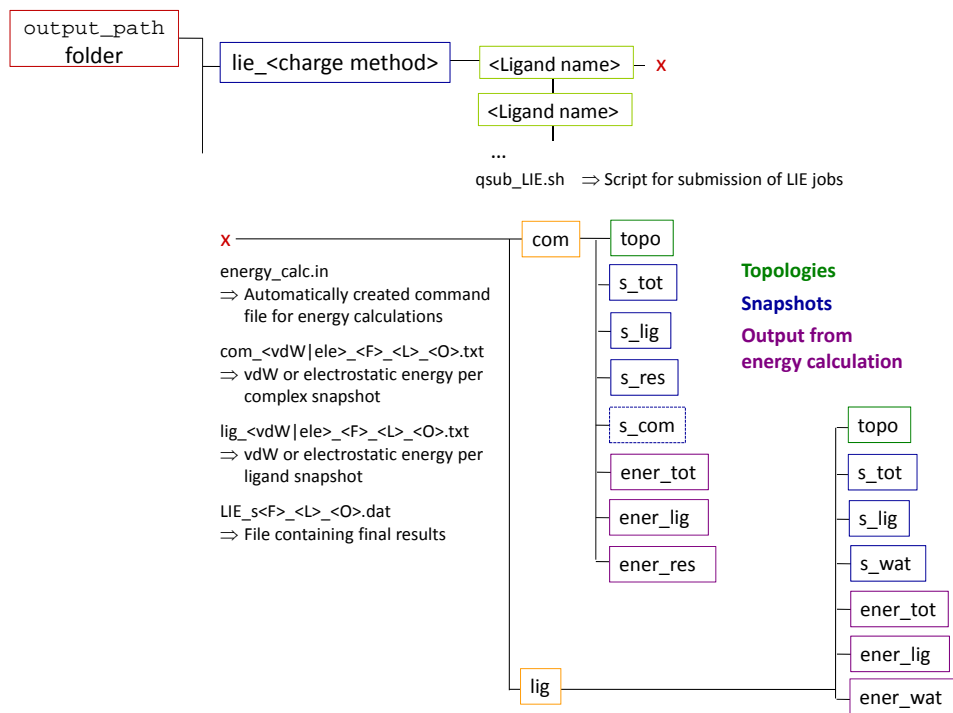 output_path
folder
lie_<charge method>
<Ligand name>
x
<Ligand name>
...
qsub_LIE.sh ⇒ Script for submission of LIE jobs
x
energy_calc.in
⇒ Automatically created command
file for energy calculations
com_<vdW|ele>_<F>_<L>_<O>.txt
⇒ vdW or electrostatic energy per
complex snapshot
lig_<vdW|ele>_<F>_<L>_<O>.txt
⇒ vdW or electrostatic energy per
ligand snapshot
LIE_s<F>_<L>_<O>.dat
⇒ File containing final results
com
topo
s_tot
s_lig
s_res
s_com
ener_tot
ener_lig
ener_res
Topologies
Snapshots
Output from
energy calculation
lig
topo
s_tot
s_lig
s_wat
ener_tot
ener_lig
ener_wat